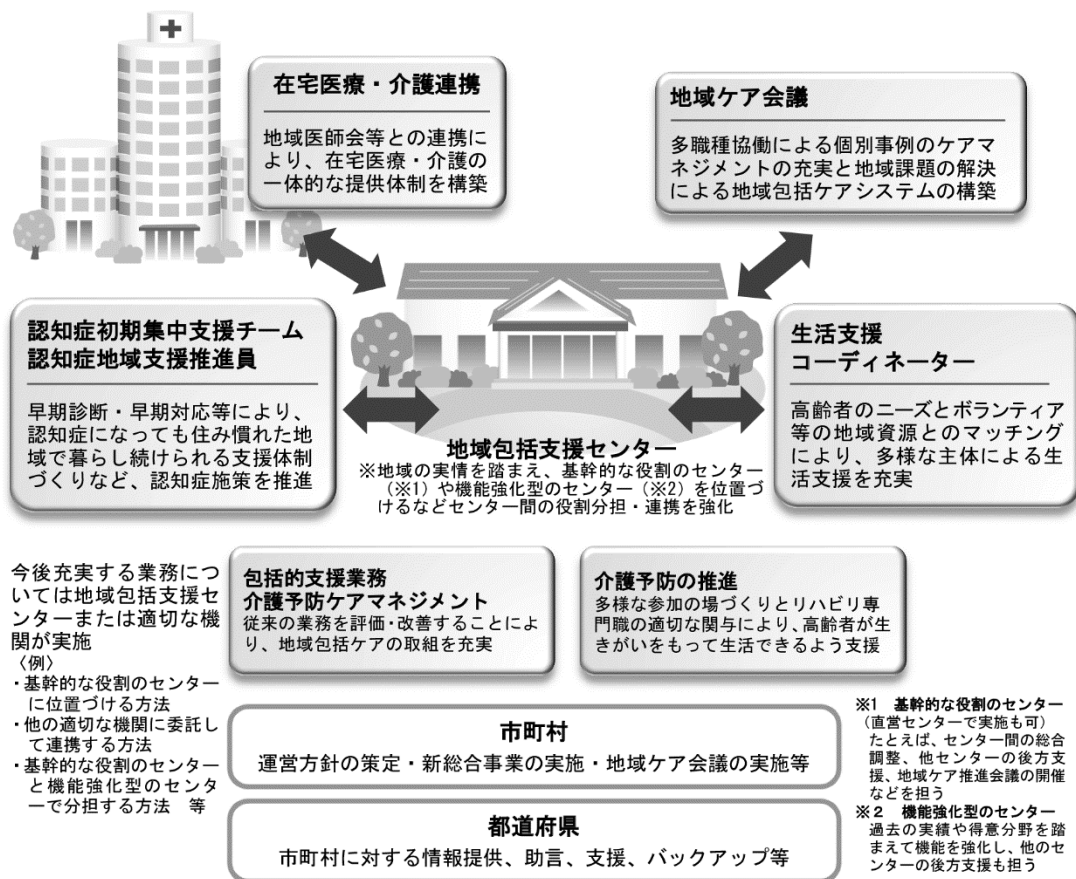 在宅医療・介護連携
地域医師会等との連携に
より、在宅医療・介護の
一体的な提供体制を構築
地域ケア会議
多職種協働による個別事例のケアマ
ネジメントの充実と地域課題の解決
による地域包括ケアシステムの構築
認知症初期集中支援チーム
認知症地域支援推進員
早期診断・早期対応等により、
認知症になっても住み慣れた地
域で暮らし続けられる支援体制
づくりなど、認知症施策を推進
生活支援
コーディネーター
高齢者のニーズとボランティア
等の地域資源とのマッチング
により、多様な主体による生
活支援を充実
地域包括支援センター
※地域の実情を踏まえ、基幹的な役割のセンター
（※1）や機能強化型のセンター（※2）を位置づ
けるなどセンター間の役割分担・連携を強化
今後充実する業務につ
いては地域包括支援セ
ンターまたは適切な機
関が実施
〈例〉
・基幹的な役割のセンター
に位置づける方法
・他の適切な機関に委託し
て連携する方法
・基幹的な役割のセンター
と機能強化型のセンタ
ーで分担する方法　等
包括的支援業務
介護予防ケアマネジメント
従来の業務を評価・改善することによ
り、地域包括ケアの取組を充実
介護予防の推進
多様な参加の場づくりとリハビリ専
門職の適切な関与により、高齢者が生
きがいをもって生活できるよう支援
市町村
運営方針の策定・新総合事業の実施・地域ケア会議の実施等
都道府県
市町村に対する情報提供、助言、支援、バックアップ等
※1　基幹的な役割のセンター
（直営センターで実施も可）
たとえば、センター間の総合
調整、他センターの後方支
援、地域ケア推進会議の開催
などを担う
※2　機能強化型のセンター
過去の実績や得意分野を踏
まえて機能を強化し、他のセ
ンターの後方支援も担う